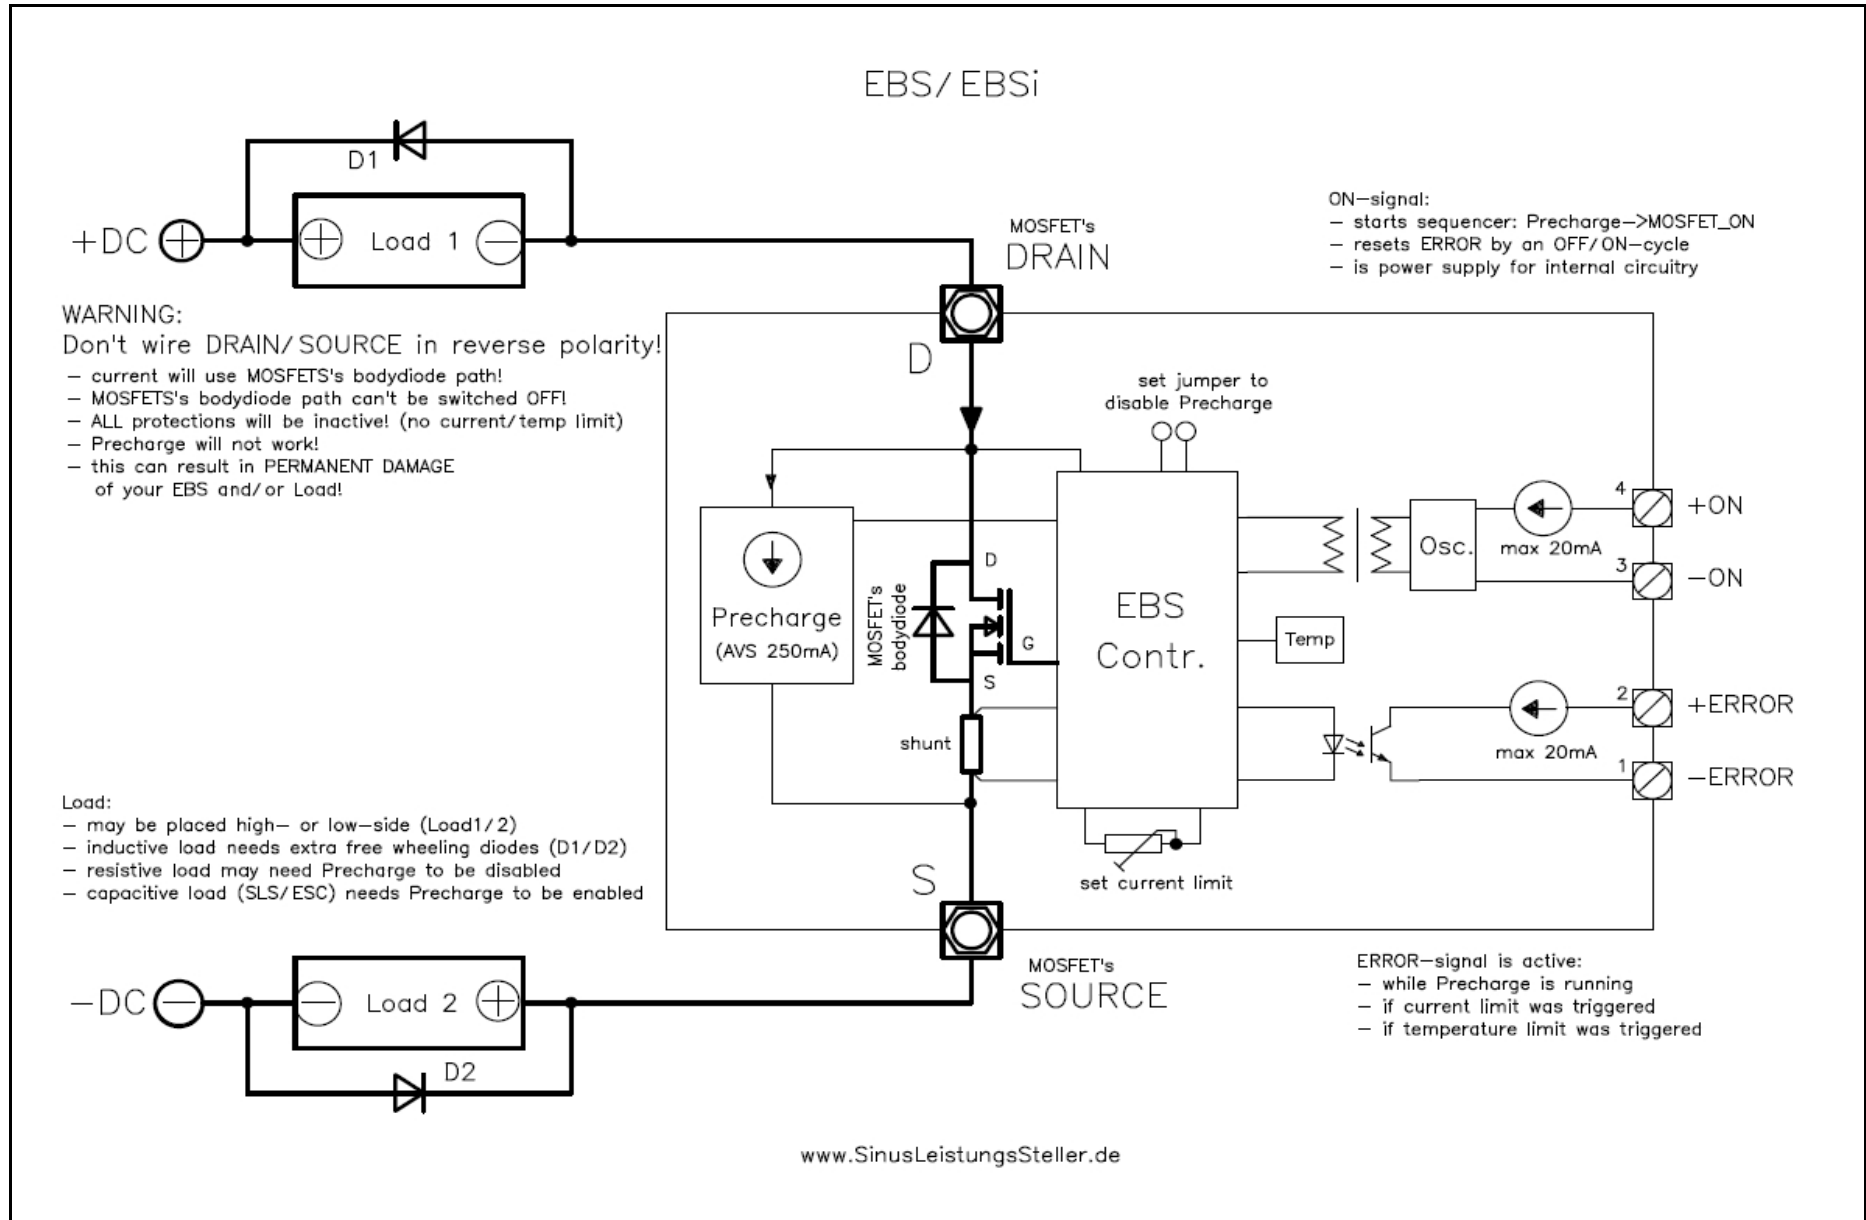 EBS/EBSi
D1
+DC
Load 1
MOSFET's
DRAIN
ON-signal:
- starts sequencer: Precharge->MOSFET_ON
- resets ERROR by an OFF/ON-cycle
- is power supply for internal circuitry
WARNING:
Don't wire DRAIN/SOURCE in reverse polarity!
- current will use MOSFETS's bodydiode path!
- MOSFETS's bodydiode path can't be switched OFF!
- ALL protections will be inactive! (no current/temp limit)
- Precharge will not work!
- this can result in PERMANENT DAMAGE
of your EBS and/or Load!
D
set jumper to
disable Precharge
4
+ON
max 20mA
Osc.
3
-ON
D
MOSFET's
bodydiode
Precharge
(AVS 250mA)
G
S
EBS
Contr.
Temp
2
+ERROR
max 20mA
1
-ERROR
shunt
set current limit
Load:
- may be placed high- or low-side (Load1/2)
- inductive load needs extra free wheeling diodes (D1/D2)
- resistive load may need Precharge to be disabled
- capacitive load (SLS/ESC) needs Precharge to be enabled
S
MOSFET's
SOURCE
-DC
Load 2
D2
ERROR-signal is active:
- while Precharge is running
- if current limit was triggered
- if temperature limit was triggered
www.SinusLeistungsSteller.de